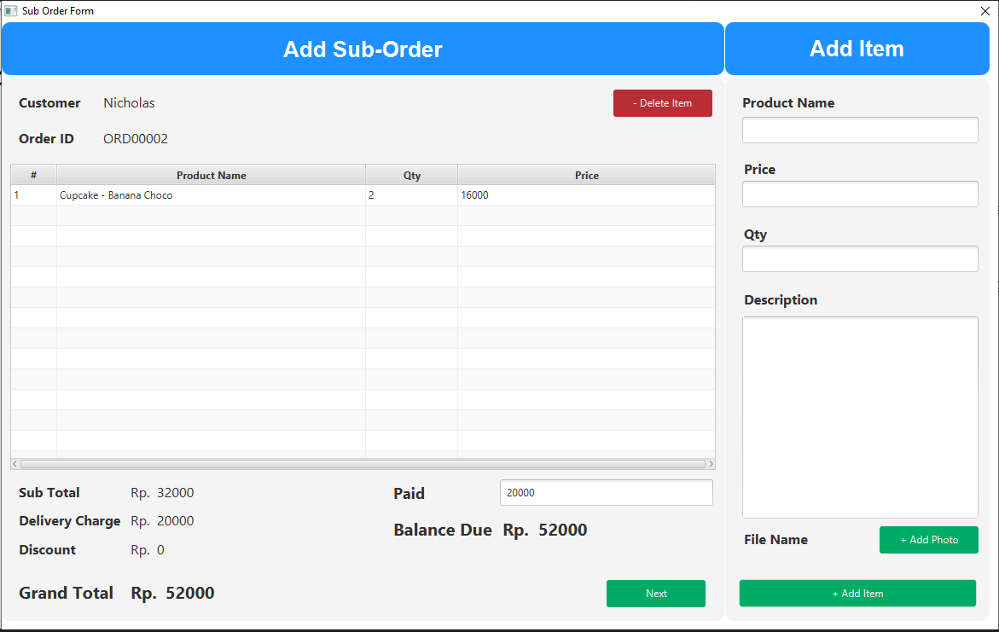 Sub Order Form
Add Sub-Order
Customer Nicholas
- Delete Item
Order ID ORD00002
# Product Name Qty Price
1 Cupcake - Banana Choco 2 16000
Sub Total Rp. 32000
Delivery Charge Rp. 20000
Discount Rp. 0
Grand Total Rp. 52000
Paid 20000
Balance Due Rp. 52000
Next
Add Item
Product Name
Price
Qty
Description
File Name
+ Add Photo
+ Add Item